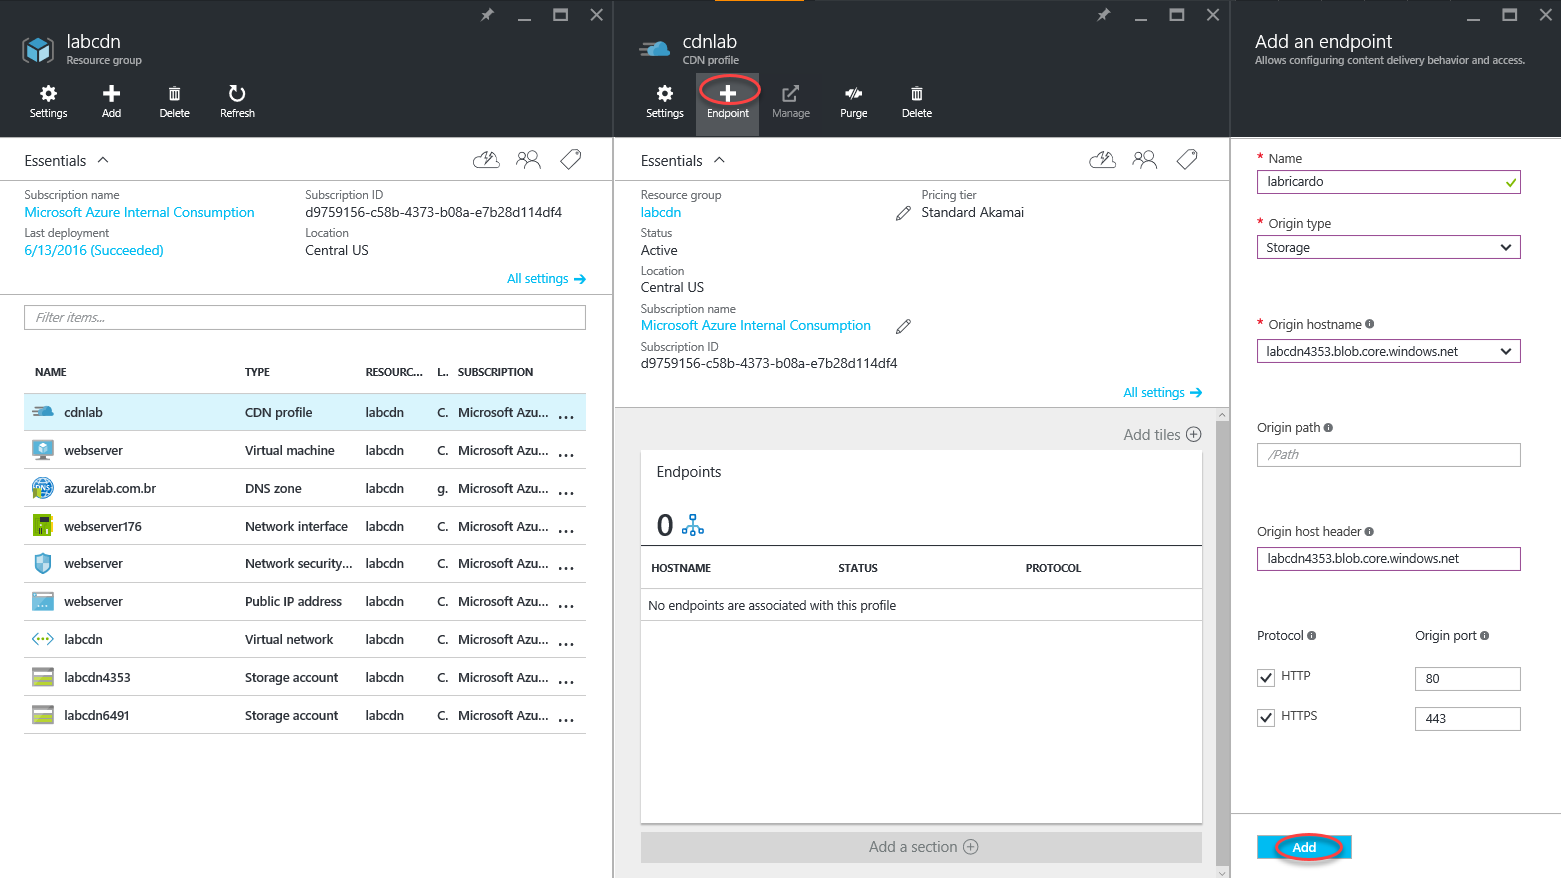 labcdn
Resource group
Settings
Add
Delete
Refresh
Essentials
Subscription name
Microsoft Azure Internal Consumption
Last deployment
6/13/2016 (Succeeded)
Subscription ID
d9759156-c58b-4373-b08a-e7b28d114df4
Location
Central US
All settings
Filter items...
NAME TYPE RESOURC... L.. SUBSCRIPTION
cdnlab CDN profile labcdn C. Microsoft Azu... ...
webserver Virtual machine labcdn C. Microsoft Azu... ...
azurelab.com.br DNS zone labcdn g. Microsoft Azu... ...
webserver176 Network interface labcdn C. Microsoft Azu... ...
webserver Network security... labcdn C. Microsoft Azu... ...
webserver Public IP address labcdn C. Microsoft Azu... ...
labcdn Virtual network labcdn C. Microsoft Azu... ...
labcdn4353 Storage account labcdn C. Microsoft Azu... ...
labcdn6491 Storage account labcdn C. Microsoft Azu... ...
cdnlab
CDN profile
Settings
Endpoint
Manage
Purge
Delete
Essentials
Resource group
labcdn
Status
Active
Location
Central US
Subscription name
Microsoft Azure Internal Consumption
Subscription ID
d9759156-c58b-4373-b08a-e7b28d114df4
Pricing tier
Standard Akamai
All settings
Add tiles
Endpoints
0
DNS
HOSTNAME STATUS PROTOCOL
No endpoints are associated with this profile
Add a section
Add an endpoint
Allows configuring content delivery behavior and access.
* Name
labricardo
* Origin type
Storage
* Origin hostname
labcdn4353.blob.core.windows.net
Origin path
/Path
Origin host header
labcdn4353.blob.core.windows.net
Protocol Origin port
HTTP 80
HTTPS 443
Add